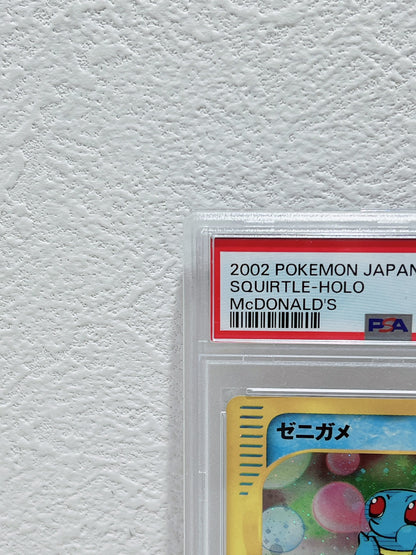 2002 POKEMON JAPAN
SQUIRTLE-HOLO
McDONALD'S
PSA
ゼニガメ